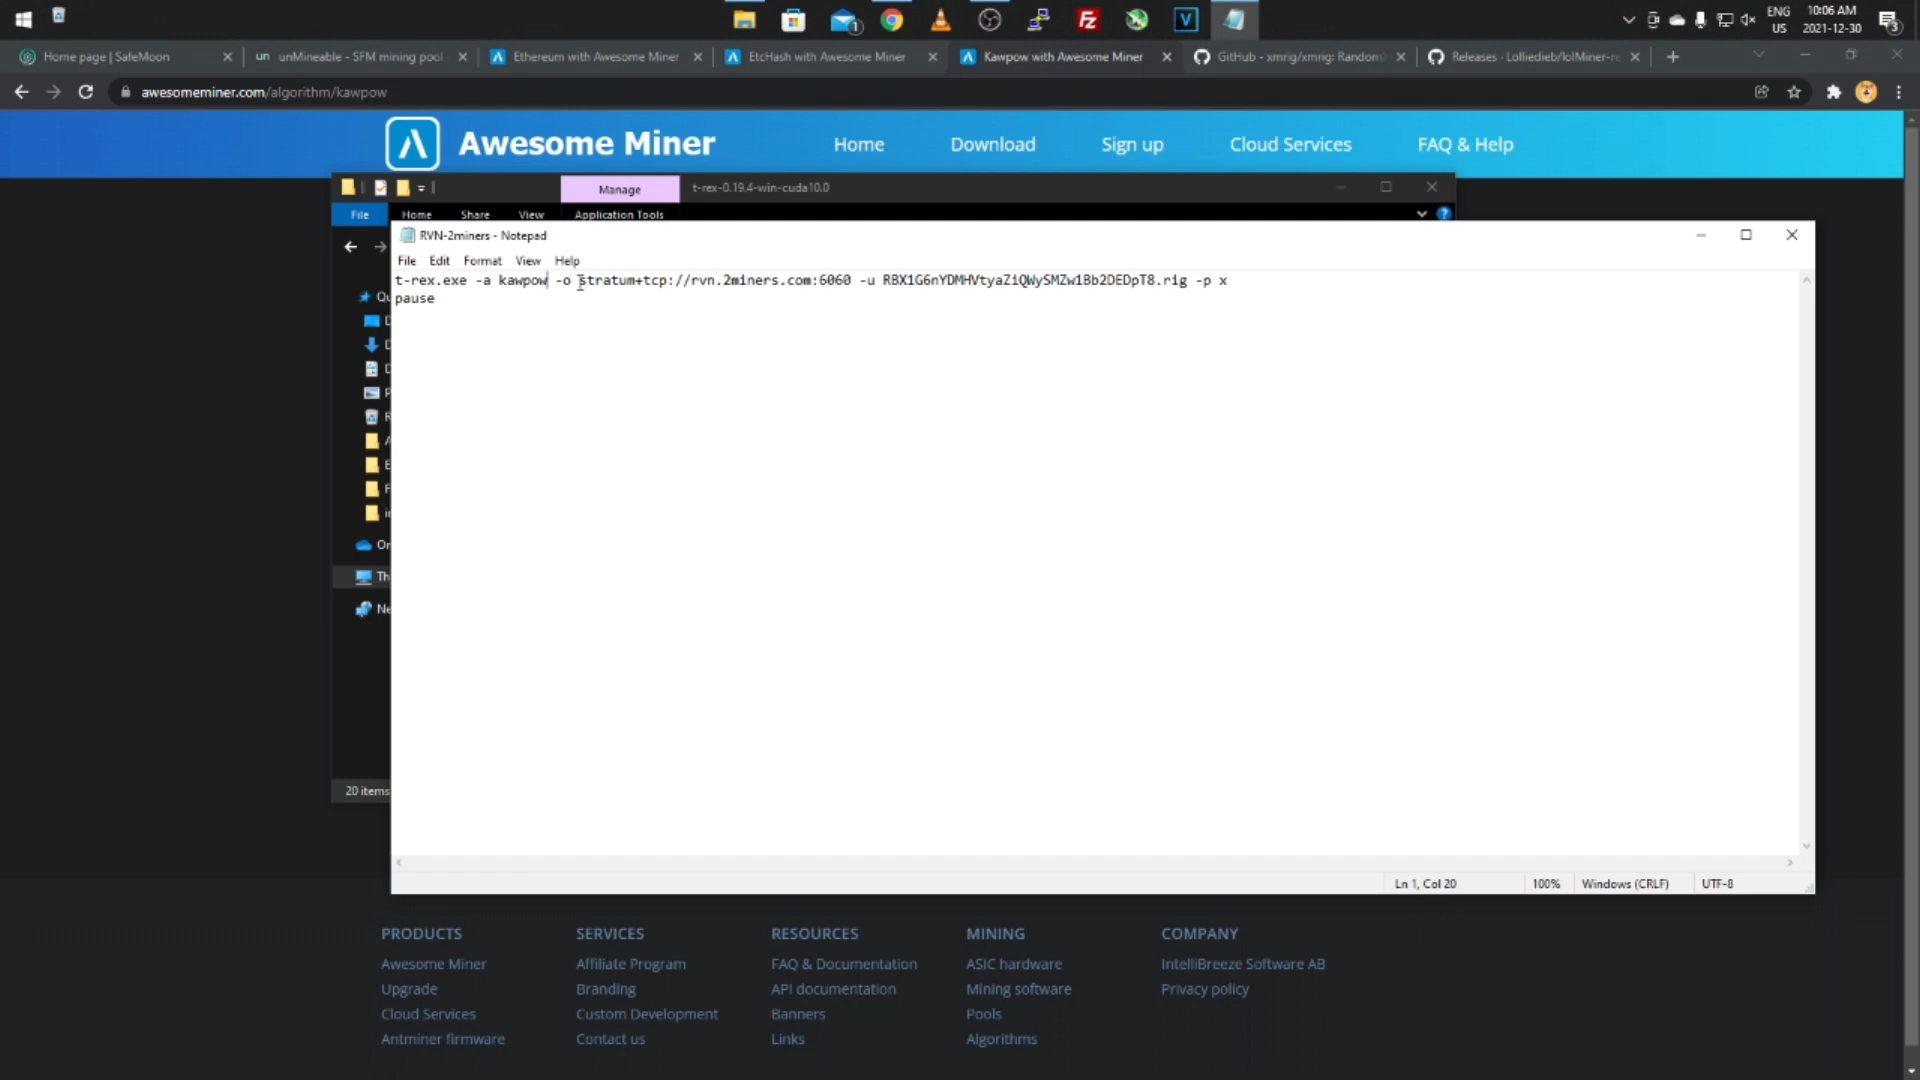 ENG
US
10:06 AM
2021-12-30
1
3
Home page | SafeMoon
un unMineable - SFM mining pool
Ethereum with Awesome Miner
EtcHash with Awesome Miner
Kawpow with Awesome Miner
GitHub - xmrig/xmrig: RandomX
Releases · Lolliedieb/lolMiner-re
awesomeminer.com/algorithm/kawpow
Awesome Miner
Home
Download
Sign up
Cloud Services
FAQ & Help
Manage
t-rex-0.19.4-win-cuda10.0
File
Home
Share
View
Application Tools
RVN-2miners - Notepad
File
Edit
Format
View
Help
t-rex.exe -a kawpow -o stratum+tcp://rvn.2miners.com:6060 -u RBX1G6nYDMHVtyaZiQWySMZw1Bb2DEDpT8.rig -p x
pause
20 items
Ln 1, Col 20
100%
Windows (CRLF)
UTF-8
PRODUCTS
Awesome Miner
Upgrade
Cloud Services
Antminer firmware
SERVICES
Affiliate Program
Branding
Custom Development
Contact us
RESOURCES
FAQ & Documentation
API documentation
Banners
Links
MINING
ASIC hardware
Mining software
Pools
Algorithms
COMPANY
IntelliBreeze Software AB
Privacy policy